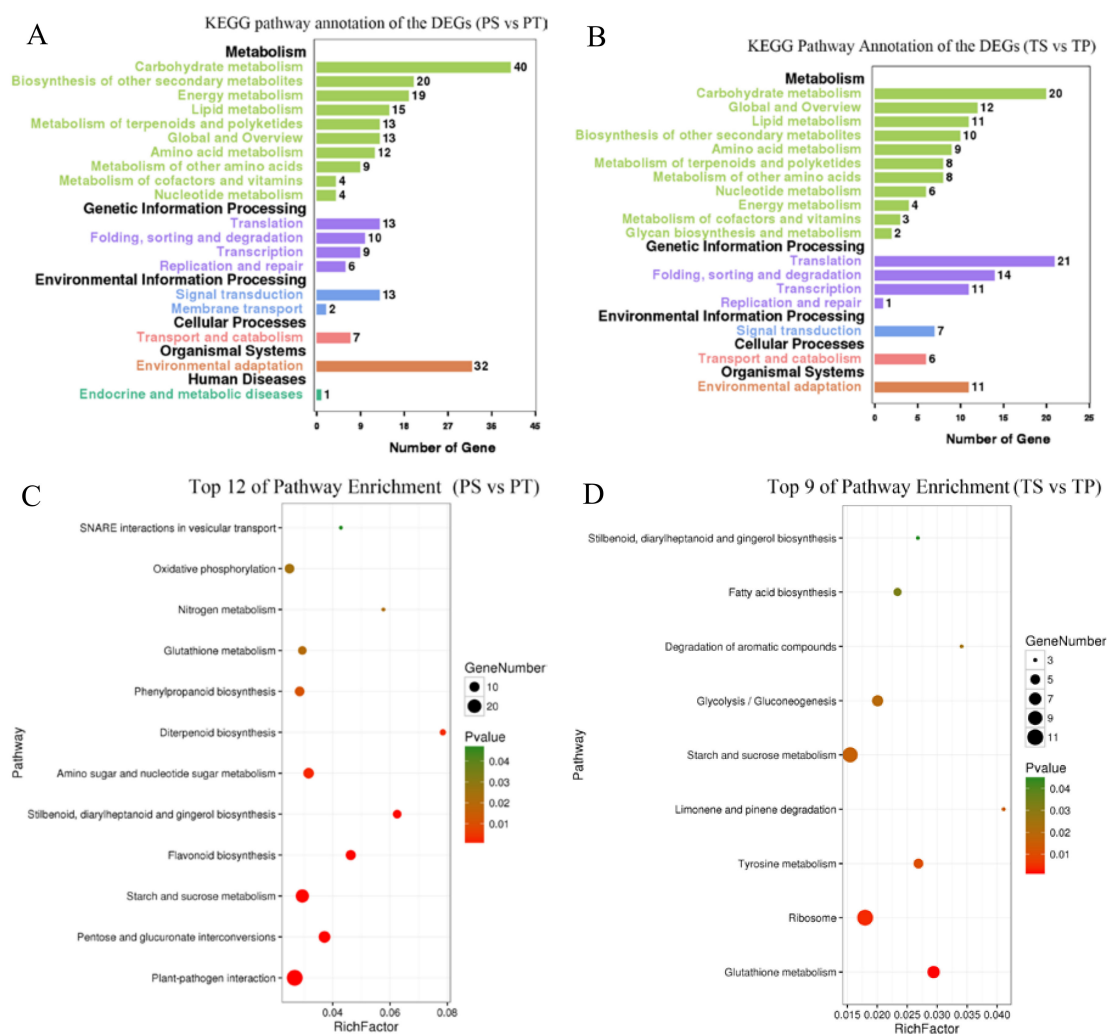 A
KEGG pathway annotation of the DEGs (PS vs PT)
Metabolism
Carbohydrate metabolism 40
Biosynthesis of other secondary metabolites 20
Energy metabolism 19
Lipid metabolism 15
Metabolism of terpenoids and polyketides 13
Global and Overview 13
Amino acid metabolism 12
Metabolism of other amino acids 9
Metabolism of cofactors and vitamins 4
Nucleotide metabolism 4
Genetic Information Processing
Translation 13
Folding, sorting and degradation 10
Transcription 9
Replication and repair 6
Environmental Information Processing
Signal transduction 13
Membrane transport 2
Cellular Processes
Transport and catabolism 7
Organismal Systems
Environmental adaptation 32
Human Diseases
Endocrine and metabolic diseases 1
0 9 18 27 36 45
Number of Gene
B
KEGG Pathway Annotation of the DEGs (TS vs TP)
Metabolism
Carbohydrate metabolism 20
Global and Overview 12
Lipid metabolism 11
Biosynthesis of other secondary metabolites 10
Amino acid metabolism 9
Metabolism of terpenoids and polyketides 8
Metabolism of other amino acids 8
Nucleotide metabolism 6
Energy metabolism 4
Metabolism of cofactors and vitamins 3
Glycan biosynthesis and metabolism 2
Genetic Information Processing
Translation 21
Folding, sorting and degradation 14
Transcription 11
Replication and repair 1
Environmental Information Processing
Signal transduction 7
Cellular Processes
Transport and catabolism 6
Organismal Systems
Environmental adaptation 11
0 5 10 15 20 25
Number of Gene
C
Top 12 of Pathway Enrichment (PS vs PT)
SNARE interactions in vesicular transport
Oxidative phosphorylation
Nitrogen metabolism
Glutathione metabolism
Phenylpropanoid biosynthesis
Diterpenoid biosynthesis
Amino sugar and nucleotide sugar metabolism
Stilbenoid, diarylheptanoid and gingerol biosynthesis
Flavonoid biosynthesis
Starch and sucrose metabolism
Pentose and glucuronate interconversions
Plant-pathogen interaction
Pathway
0.04 0.06 0.08
RichFactor
GeneNumber
10
20
Pvalue
0.04
0.03
0.02
0.01
D
Top 9 of Pathway Enrichment (TS vs TP)
Stilbenoid, diarylheptanoid and gingerol biosynthesis
Fatty acid biosynthesis
Degradation of aromatic compounds
Glycolysis / Gluconeogenesis
Starch and sucrose metabolism
Limonene and pinene degradation
Tyrosine metabolism
Ribosome
Glutathione metabolism
Pathway
0.015 0.020 0.025 0.030 0.035 0.040
RichFactor
GeneNumber
3
5
7
9
11
Pvalue
0.04
0.03
0.02
0.01